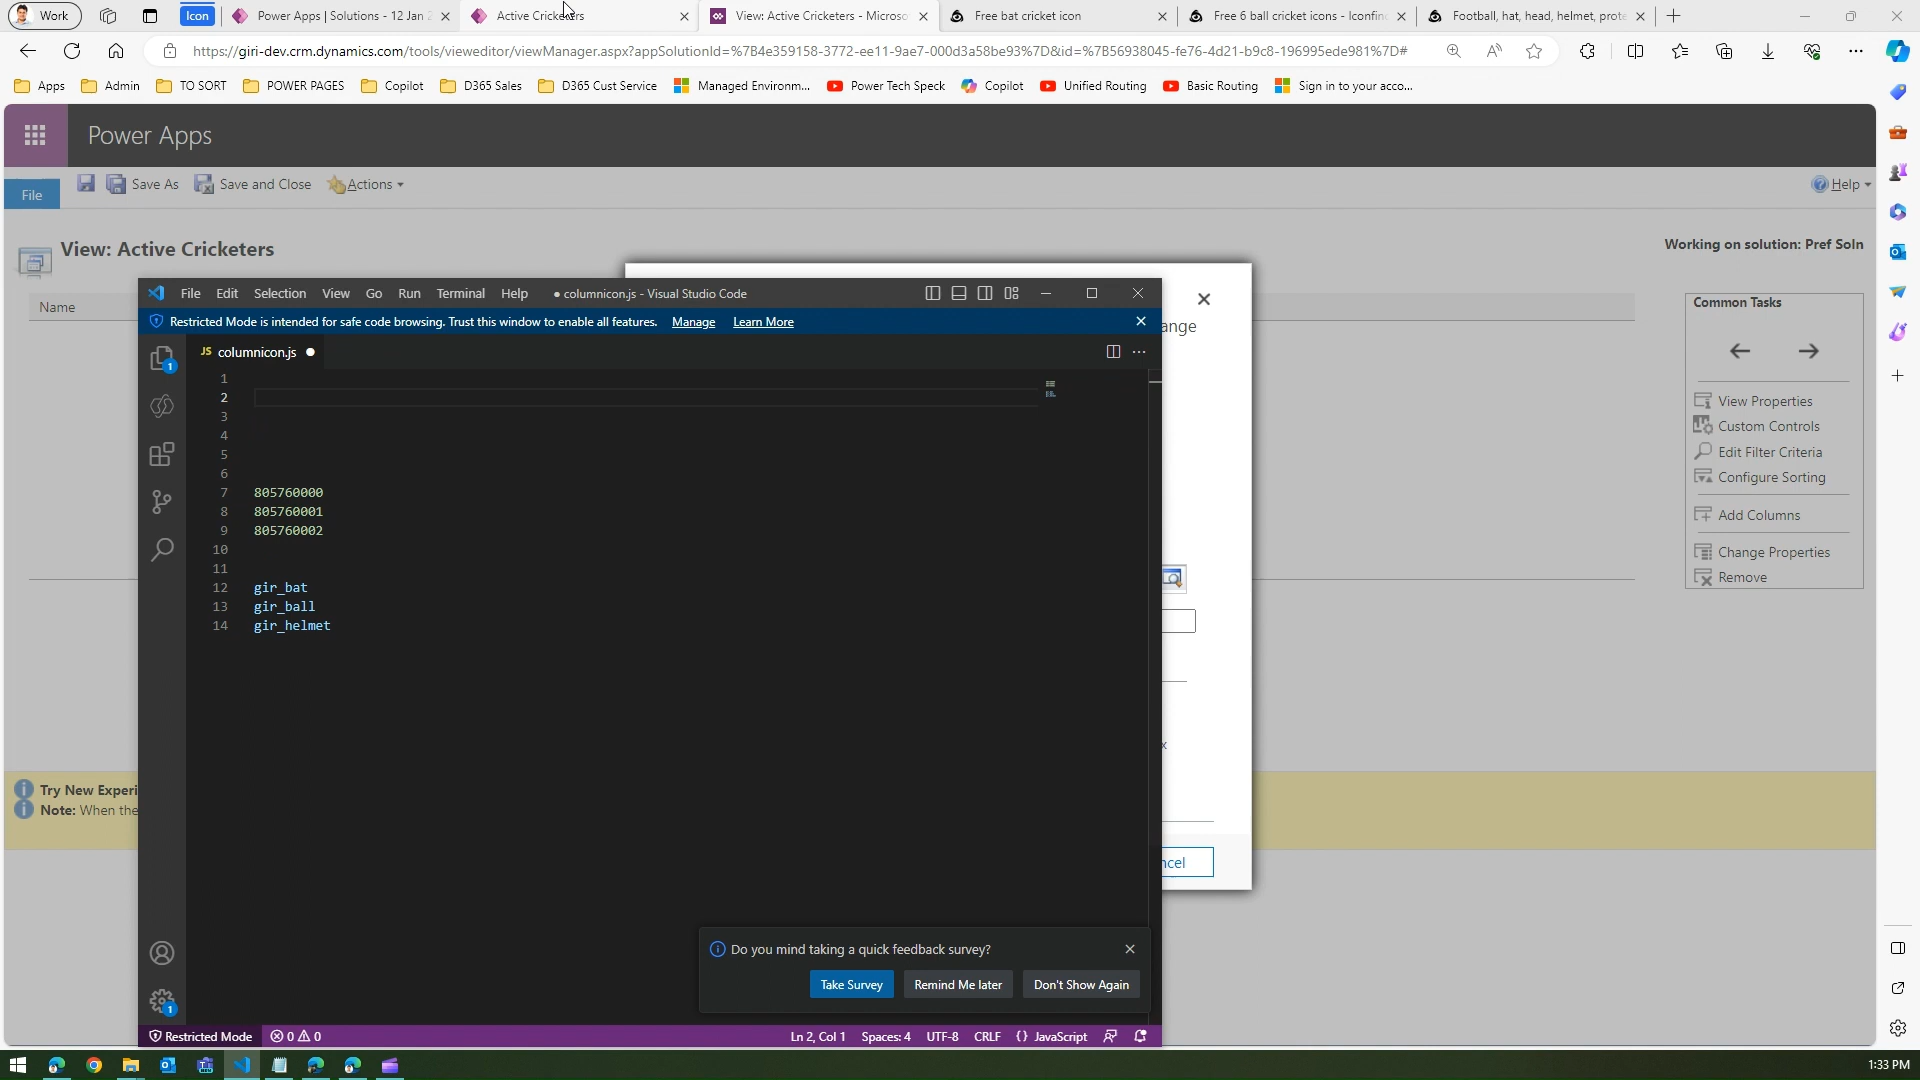 Work
Icon
Power Apps | Solutions - 12 Jan 2
Active Cricketers
View: Active Cricketers - Microso
Free bat cricket icon
Free 6 ball cricket icons - Iconfin
Football, hat, head, helmet, prote
https://giri-dev.crm.dynamics.com/tools/vieweditor/viewManager.aspx?appSolutionId=%7B4e359158-3772-ee11-9ae7-000d3a58be93%7D&id=%7B56938045-fe76-4d21-b9c8-196995ede981%7D#
Apps
Admin
TO SORT
POWER PAGES
Copilot
D365 Sales
D365 Cust Service
Managed Environm...
Power Tech Speck
Copilot
Unified Routing
Basic Routing
Sign in to your acco...
Power Apps
File
Save As
Save and Close
Actions
Help
View: Active Cricketers
Working on solution: Pref Soln
Name
File Edit Selection View Go Run Terminal Help
● columnicon.js - Visual Studio Code
Restricted Mode is intended for safe code browsing. Trust this window to enable all features. Manage Learn More
JS columnicon.js ●
1
2
3
4
5
6
7 805760000
8 805760001
9 805760002
10
11
12 gir_bat
13 gir_ball
14 gir_helmet
1
1
ange
x
ncel
Common Tasks
View Properties
Custom Controls
Edit Filter Criteria
Configure Sorting
Add Columns
Change Properties
Remove
Try New Experi
Note: When the
Do you mind taking a quick feedback survey?
Take Survey
Remind Me later
Don't Show Again
Restricted Mode
0 0
Ln 2, Col 1
Spaces: 4
UTF-8
CRLF
{} JavaScript
1:33 PM